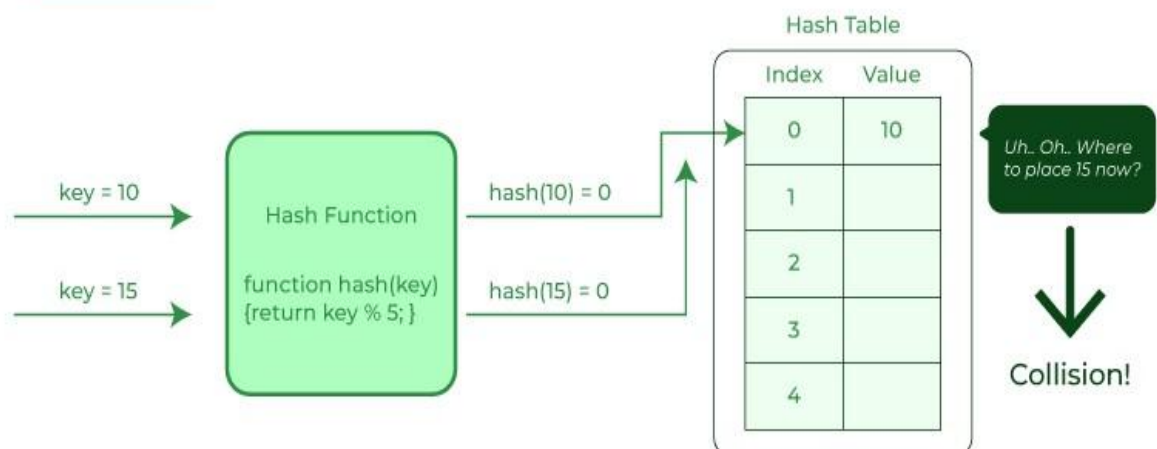 Hash Table
Index Value
0 10
1
2
3
4
key = 10
key = 15
Hash Function
function hash(key)
{return key % 5; }
hash(10) = 0
hash(15) = 0
Uh.. Oh.. Where
to place 15 now?
Collision!